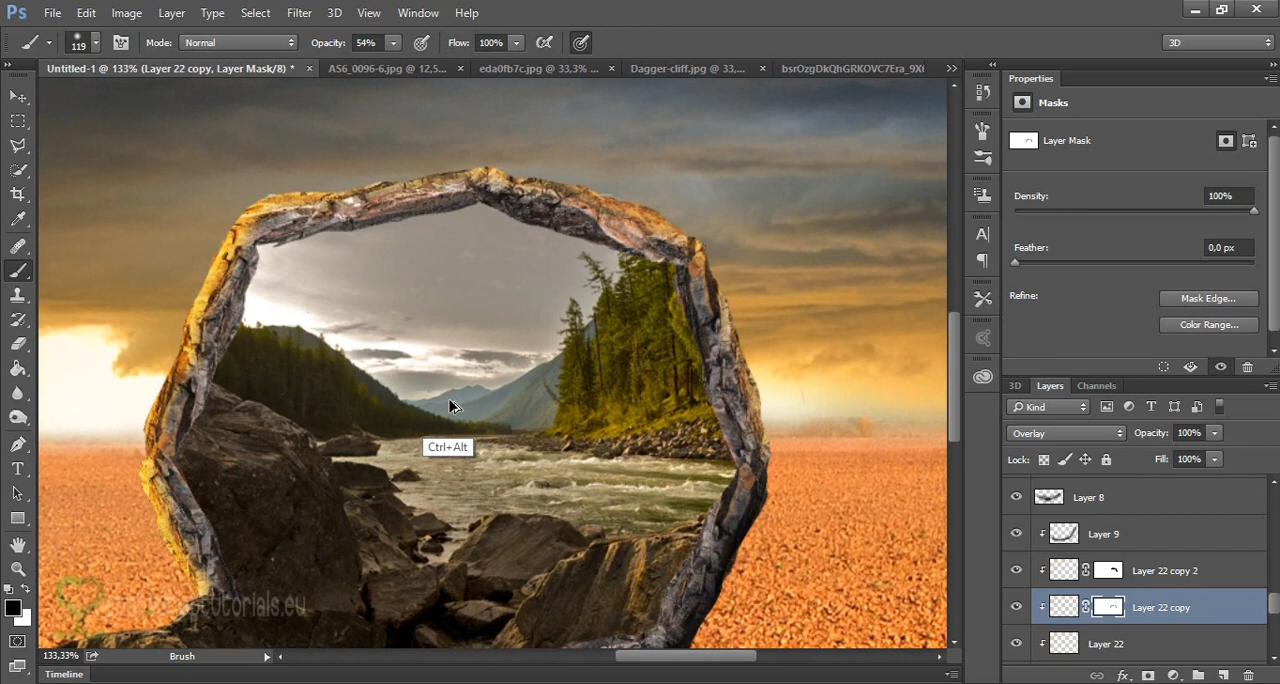 Ps File Edit Image Layer Type Select Filter 3D View Window Help
119 Mode: Normal Opacity: 54% Flow: 100% 3D
Untitled-1 @ 133% (Layer 22 copy, Layer Mask/8) * × AS6_0096-6.jpg @ 12,5... × eda0fb7c.jpg @ 33,3% ... × Dagger-cliff.jpg @ 33,... ×
Properties
Masks
Layer Mask
Density: 100%
Feather: 0,0 px
Refine: Mask Edge...
Color Range...
3D Layers Channels
Kind
Overlay Opacity: 100%
Lock: Fill: 100%
Layer 8
Layer 9
Layer 22 copy 2
Layer 22 copy
Layer 22
Ctrl+Alt
133,33% Brush
Timeline